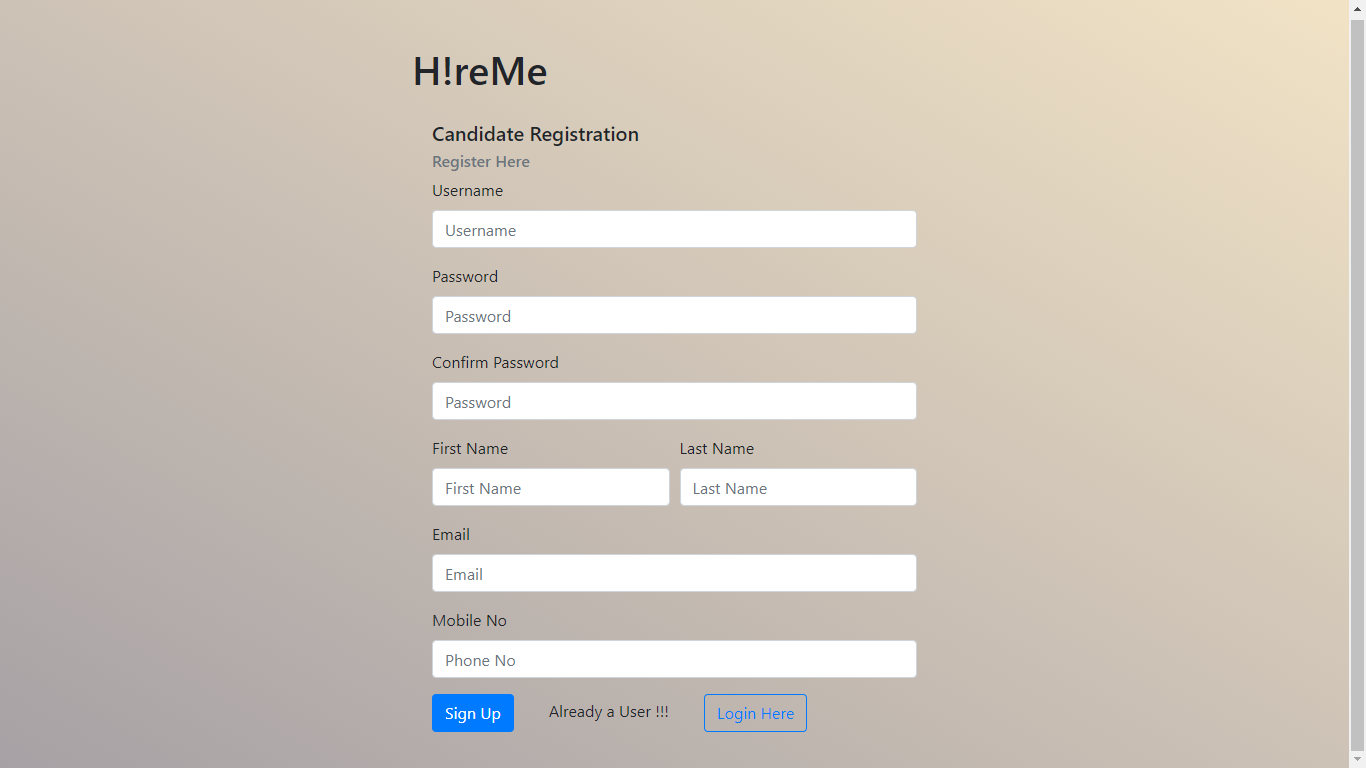 H!reMe
Candidate Registration
Register Here
Username
Username
Password
Password
Confirm Password
Password
First Name Last Name
First Name Last Name
Email
Email
Mobile No
Phone No
Sign Up Already a User !!! Login Here